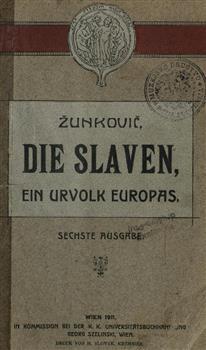 ŽUNKOVIČ,
DIE SLAVEN,
EIN URVOLK EUROPAS.
SECHSTE AUSGABE.
WIEN 1911.
IN KOMMISSION BEI DER K. K. UNIVERSITÄTSBUCHHANDLUNG
GEORG SZELINSKI, WIEN.
DRUCK VON H. SLOVÁK, KREMSIER.